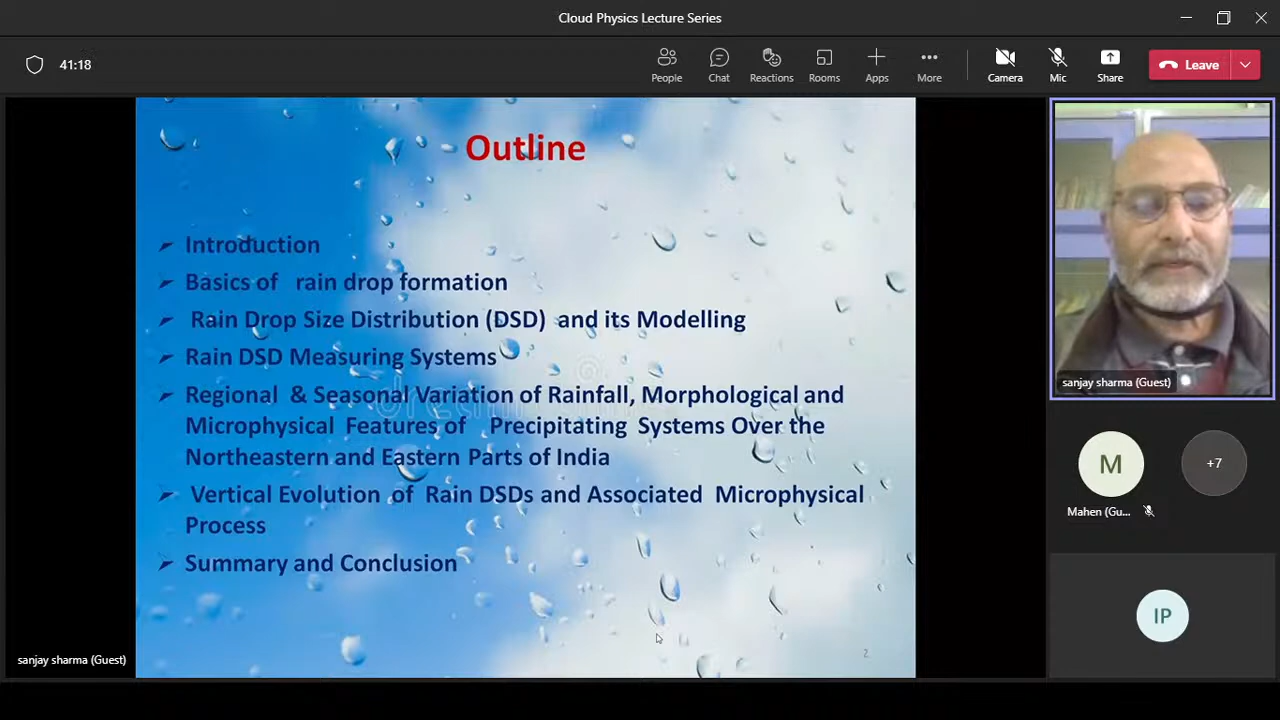 Cloud Physics Lecture Series
41:18
People
Chat
Reactions
Rooms
Apps
More
Camera
Mic
Share
Leave
Outline
Introduction
Basics of rain drop formation
Rain Drop Size Distribution (DSD) and its Modelling
Rain DSD Measuring Systems
Regional & Seasonal Variation of Rainfall, Morphological and
Microphysical Features of Precipitating Systems Over the
Northeastern and Eastern Parts of India
Vertical Evolution of Rain DSDs and Associated Microphysical
Process
Summary and Conclusion
2
sanjay sharma (Guest)
sanjay sharma (Guest)
M
+7
Mahen (Gu...
IP